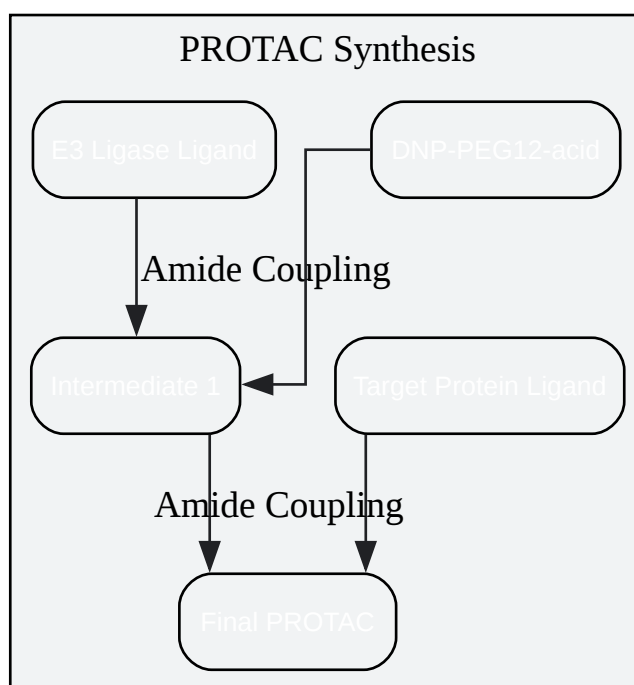 PROTAC Synthesis
E3 Ligase Ligand
DNP-PEG12-acid
Amide Coupling
Intermediate 1
Target Protein Ligand
Amide Coupling
Final PROTAC